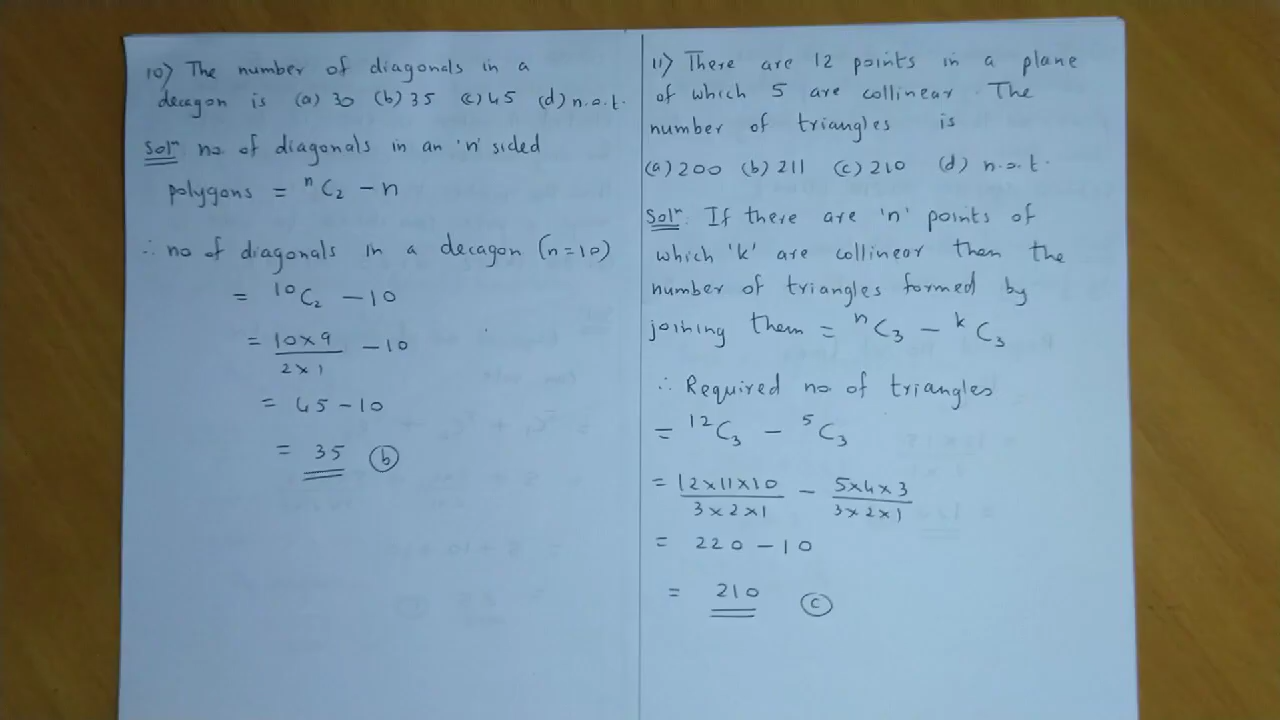 10) The number of diagonals in a
decagon is (a) 30 (b) 35 (c) 45 (d) n.o.t.
Solⁿ no of diagonals in an 'n' sided
polygons = ⁿC₂ - n
∴ no of diagonals in a decagon (n=10)
= ¹⁰C₂ - 10
= 10×9 / 2×1 - 10
= 45 - 10
= 35 (b)
11) There are 12 points in a plane
of which 5 are collinear. The
number of triangles is
(a) 200 (b) 211 (c) 210 (d) n.o.t.
Solⁿ. If there are 'n' points of
which 'k' are collinear then the
number of triangles formed by
joining them = ⁿC₃ - ᵏC₃
∴ Required no of triangles
= ¹²C₃ - ⁵C₃
= 12×11×10 / 3×2×1 - 5×4×3 / 3×2×1
= 220 - 10
= 210 (c)